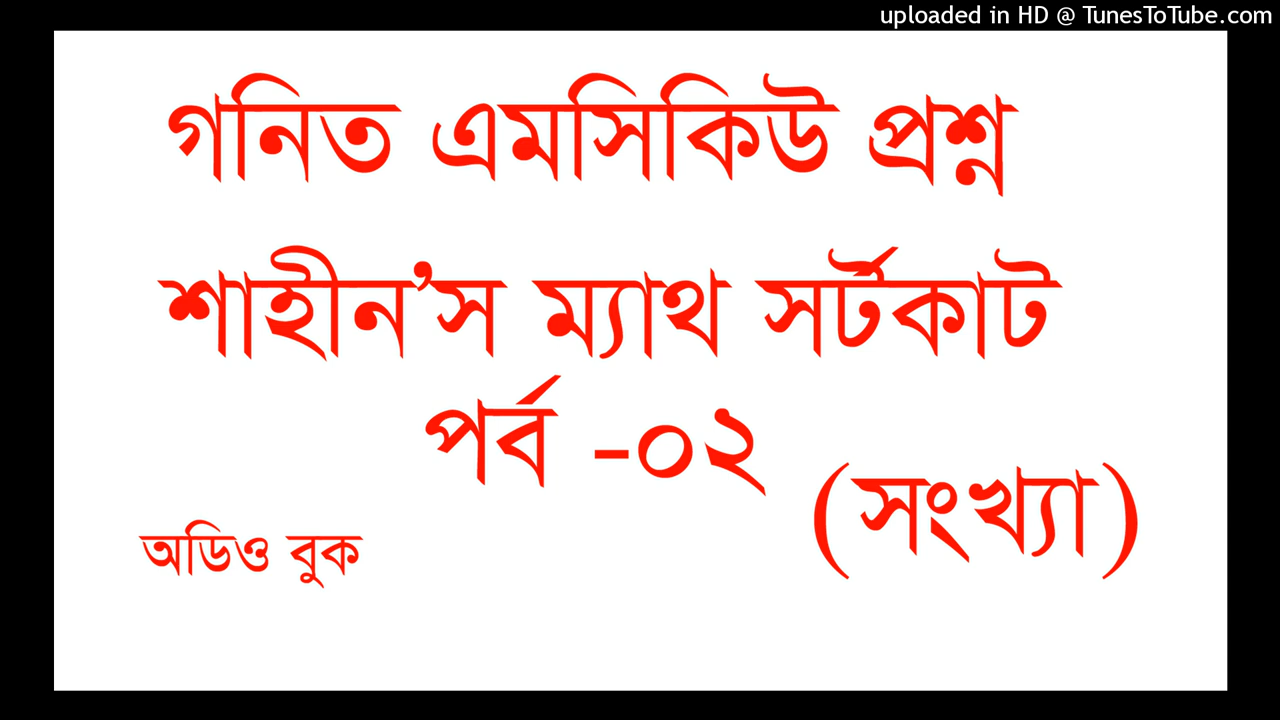 uploaded in HD @ TunesToTube.com
গনিত এমসিকিউ প্রশ্ন
শাহীন’স ম্যাথ সর্টকাট
পর্ব -০২
(সংখ্যা)
অডিও বুক